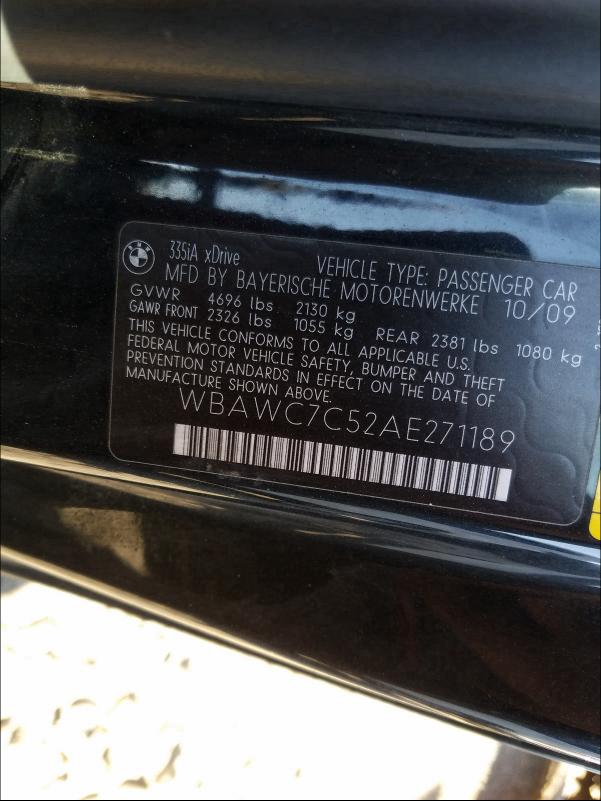 BMW
335iA xDrive VEHICLE TYPE: PASSENGER CAR
MFD BY BAYERISCHE MOTORENWERKE 10/09
GVWR 4696 lbs 2130 kg
GAWR FRONT 2326 lbs 1055 kg REAR 2381 lbs 1080 kg
THIS VEHICLE CONFORMS TO ALL APPLICABLE U.S.
FEDERAL MOTOR VEHICLE SAFETY, BUMPER AND THEFT
PREVENTION STANDARDS IN EFFECT ON THE DATE OF
MANUFACTURE SHOWN ABOVE.
WBAWC7C52AE271189